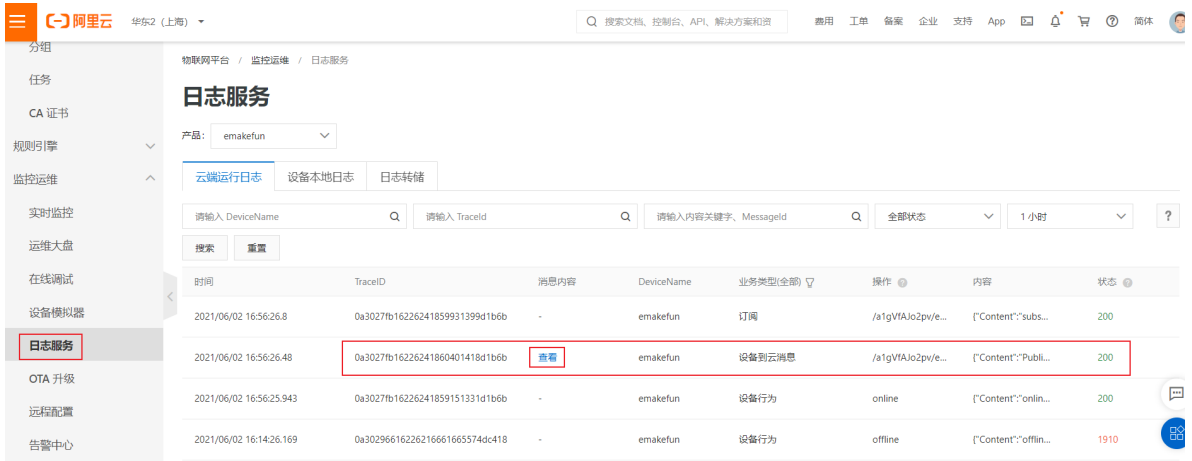 阿里云 华东2（上海） 搜索文档、控制台、API、解决方案和资 费用 工单 备案 企业 支持 App 简体
分组
任务
CA 证书
规则引擎
监控运维
实时监控
运维大盘
在线调试
设备模拟器
日志服务
OTA 升级
远程配置
告警中心
物联网平台 / 监控运维 / 日志服务
日志服务
产品： emakefun
云端运行日志 设备本地日志 日志转储
请输入 DeviceName 请输入 TraceId 请输入内容关键字、MessageId 全部状态 1 小时 ?
搜索 重置
时间 TraceID 消息内容 DeviceName 业务类型(全部) 操作 内容 状态
2021/06/02 16:56:26.8 0a3027fb16226241859931399d1b6b - emakefun 订阅 /a1gVfAJo2pv/e... {"Content":"subs... 200
2021/06/02 16:56:26.48 0a3027fb16226241860401418d1b6b 查看 emakefun 设备到云消息 /a1gVfAJo2pv/e... {"Content":"Publi... 200
2021/06/02 16:56:25.943 0a3027fb16226241859151331d1b6b - emakefun 设备行为 online {"Content":"onlin... 200
2021/06/02 16:14:26.169 0a30296616226216661665574dc418 - emakefun 设备行为 offline {"Content":"offlin... 1910